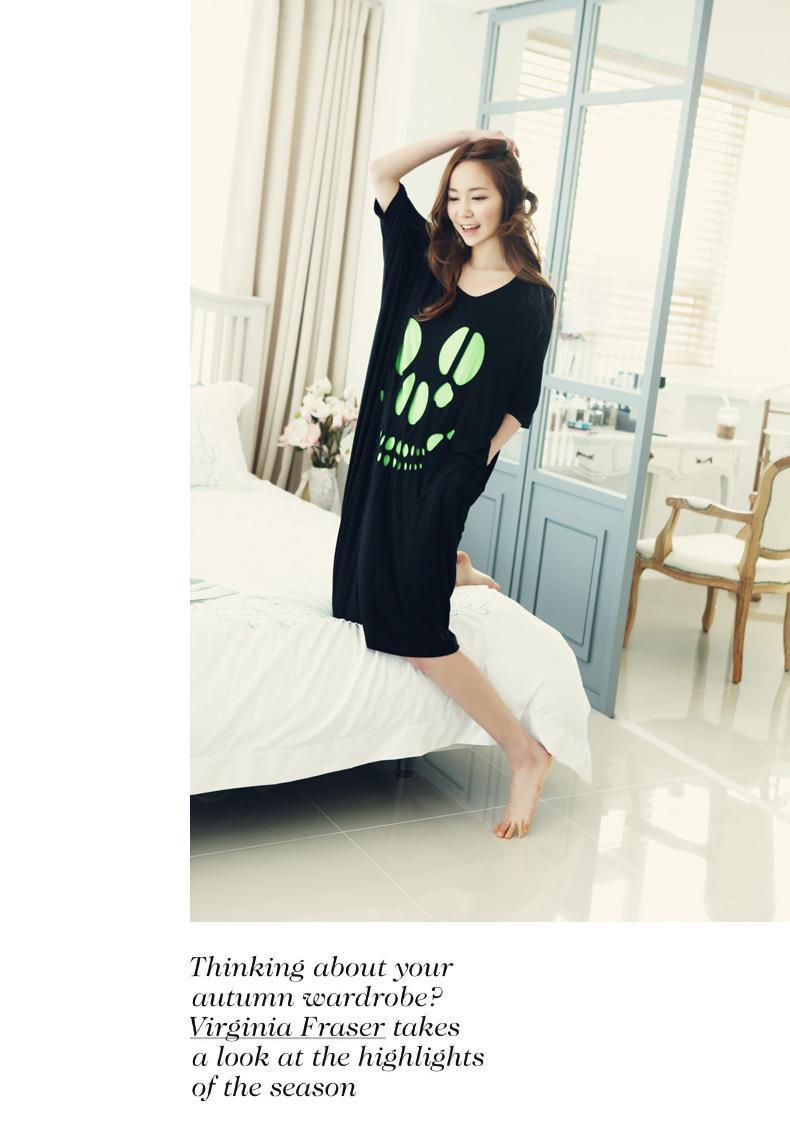 Thinking about your
autumn wardrobe?
Virginia Fraser takes
a look at the highlights
of the season